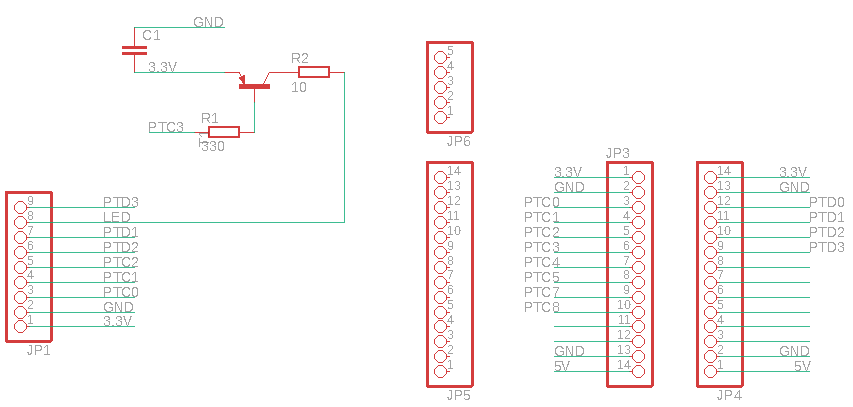 GND
C1
3.3V
R2
10
PTC3
R1
330
5
4
3
2
1
JP6
9 PTD3
8 LED
7 PTD1
6 PTD2
5 PTC2
4 PTC1
3 PTC0
2 GND
1 3.3V
JP1
14
13
12
11
10
9
8
7
6
5
4
3
2
1
JP5
JP3
3.3V 1
GND 2
PTC0 3
PTC1 4
PTC2 5
PTC3 6
PTC4 7
PTC5 8
PTC7 9
PTC8 10
11
12
GND 13
5V 14
14 3.3V
13 GND
12 PTD0
11 PTD1
10 PTD2
9 PTD3
8
7
6
5
4
3
2 GND
1 5V
JP4